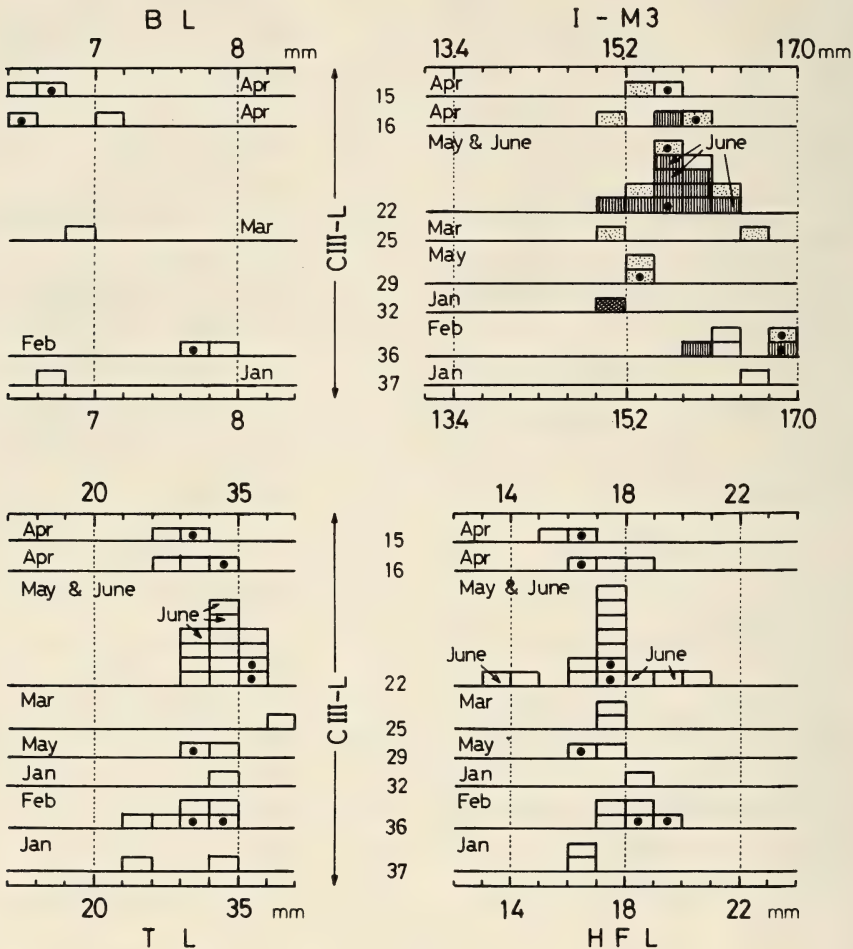 B L
7 8 mm
Apr
Apr
Mar
Feb
Jan
7 8
CIII-L
I - M3
13.4 15.2 17.0 mm
Apr
15
Apr
16
May & June June
22
Mar
25
May
29
Jan
32
Feb
36
Jan
37
13.4 15.2 17.0
20 35
Apr
Apr
May & June
June
Mar
May
Jan
Feb
Jan
20 35 mm
T L
CIII-L
14 18 22
Apr
15
Apr
16
May & June
June June
22
Mar
25
May
29
Jan
32
Feb
36
Jan
37
14 18 22 mm
H F L